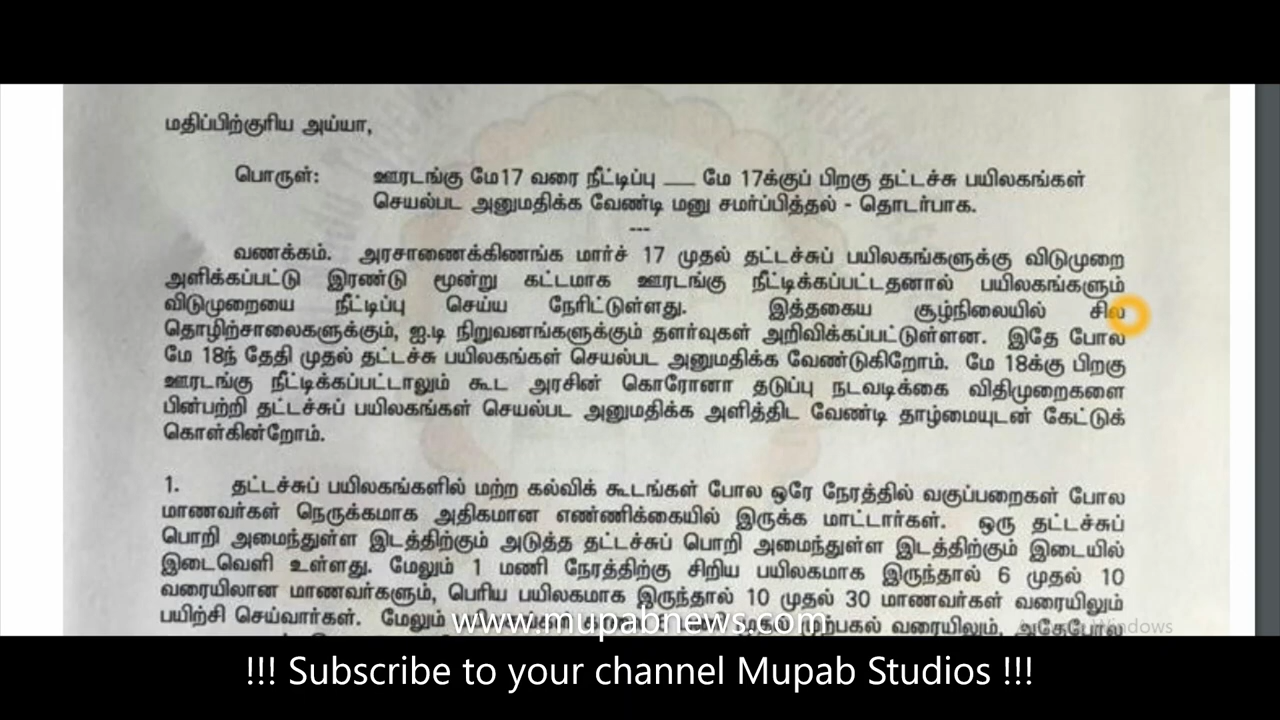 மதிப்பிற்குரிய அய்யா,
பொருள்: ஊரடங்கு மே17 வரை நீட்டிப்பு ___ மே 17க்குப் பிறகு தட்டச்சு பயிலகங்கள்
செயல்பட அனுமதிக்க வேண்டி மனு சமர்ப்பித்தல் - தொடர்பாக.
---
வணக்கம். அரசாணைக்கிணங்க மார்ச் 17 முதல் தட்டச்சுப் பயிலகங்களுக்கு விடுமுறை
அளிக்கப்பட்டு இரண்டு மூன்று கட்டமாக ஊரடங்கு நீட்டிக்கப்பட்டதனால் பயிலகங்களும்
விடுமுறையை நீட்டிப்பு செய்ய நேரிட்டுள்ளது. இத்தகைய சூழ்நிலையில் சில
தொழிற்சாலைகளுக்கும், ஐ.டி நிறுவனங்களுக்கும் தளர்வுகள் அறிவிக்கப்பட்டுள்ளன. இதே போல
மே 18ந் தேதி முதல் தட்டச்சு பயிலகங்கள் செயல்பட அனுமதிக்க வேண்டுகிறோம். மே 18க்கு பிறகு
ஊரடங்கு நீட்டிக்கப்பட்டாலும் கூட அரசின் கொரோனா தடுப்பு நடவடிக்கை விதிமுறைகளை
பின்பற்றி தட்டச்சுப் பயிலகங்கள் செயல்பட அனுமதிக்க அளித்திட வேண்டி தாழ்மையுடன் கேட்டுக்
கொள்கின்றோம்.
1. தட்டச்சுப் பயிலகங்களில் மற்ற கல்விக் கூடங்கள் போல ஒரே நேரத்தில் வகுப்பறைகள் போல
மாணவர்கள் நெருக்கமாக அதிகமான எண்ணிக்கையில் இருக்க மாட்டார்கள். ஒரு தட்டச்சுப்
பொறி அமைந்துள்ள இடத்திற்கும் அடுத்த தட்டச்சுப் பொறி அமைந்துள்ள இடத்திற்கும் இடையில்
இடைவெளி உள்ளது. மேலும் 1 மணி நேரத்திற்கு சிறிய பயிலகமாக இருந்தால் 6 முதல் 10
வரையிலான மாணவர்களும், பெரிய பயிலகமாக இருந்தால் 10 முதல் 30 மாணவர்கள் வரையிலும்
பயிற்சி செய்வார்கள். மேலும் முதல் முற்பகல் வரையிலும், அதேபோல
www.mupabnews.com
Windows
!!! Subscribe to your channel Mupab Studios !!!